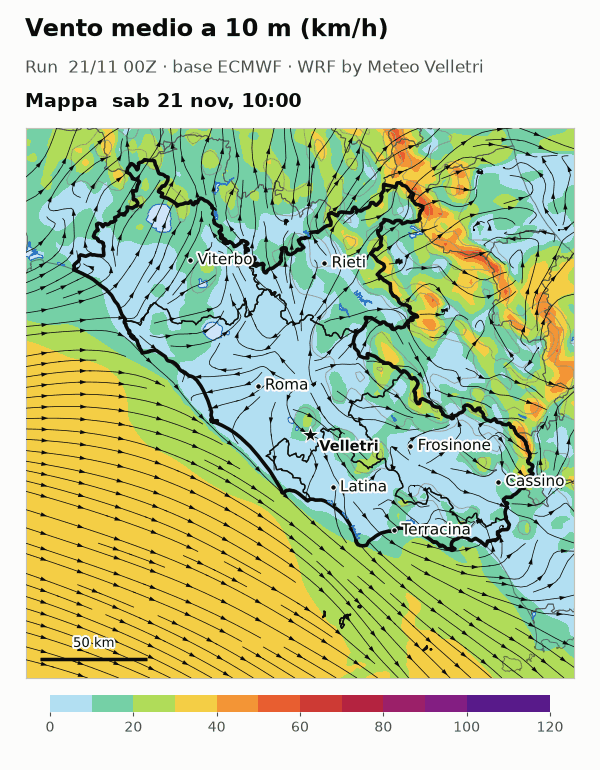 Vento medio a 10 m (km/h)
Run 21/11 00Z · base ECMWF · WRF by Meteo Velletri
Mappa sab 21 nov, 10:00
Viterbo
Rieti
Roma
Velletri
Frosinone
Latina
Cassino
Terracina
50 km
0 20 40 60 80 100 120